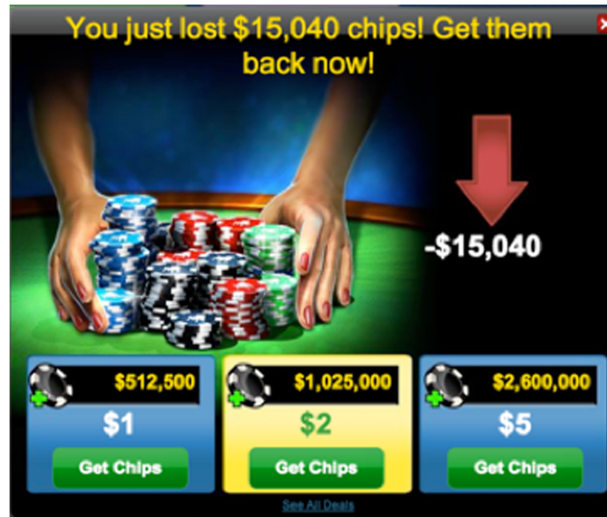 You just lost $15,040 chips! Get them
back now!
-$15,040
$512,500
$1,025,000
$2,600,000
$1
$2
$5
Get Chips
Get Chips
Get Chips
See All Deals